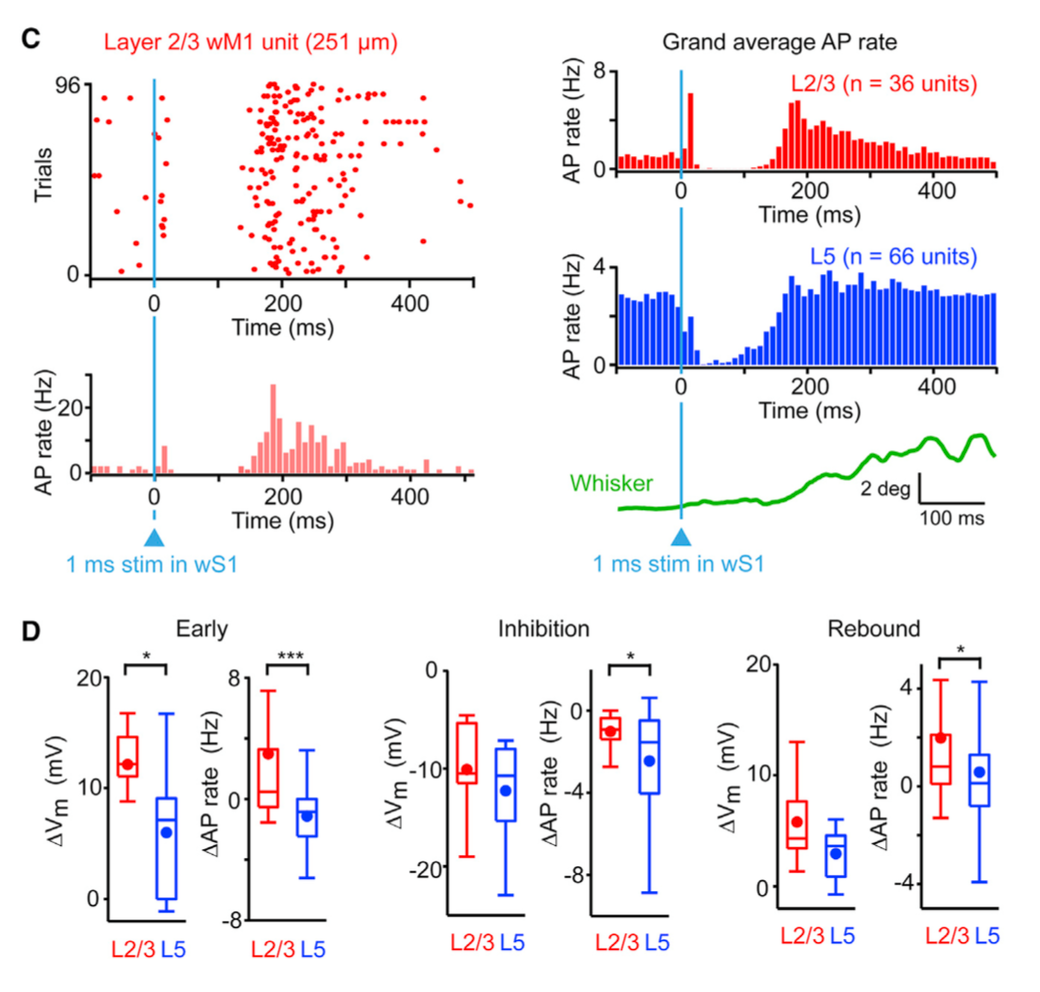 C
Layer 2/3 wM1 unit (251 μm)
96
Trials
0
0 200 400
Time (ms)
20
AP rate (Hz)
0
0 200 400
Time (ms)
1 ms stim in wS1
Grand average AP rate
8
L2/3 (n = 36 units)
AP rate (Hz)
0
0 200 400
Time (ms)
L5 (n = 66 units)
4
AP rate (Hz)
0
0 200 400
Time (ms)
Whisker
2 deg
100 ms
1 ms stim in wS1
D
Early
*
20
ΔVm (mV)
10
0
L2/3 L5
***
8
ΔAP rate (Hz)
0
-8
L2/3 L5
Inhibition
0
ΔVm (mV)
-10
-20
L2/3 L5
*
0
ΔAP rate (Hz)
-4
-8
L2/3 L5
Rebound
20
ΔVm (mV)
10
0
L2/3 L5
*
4
ΔAP rate (Hz)
0
-4
L2/3 L5